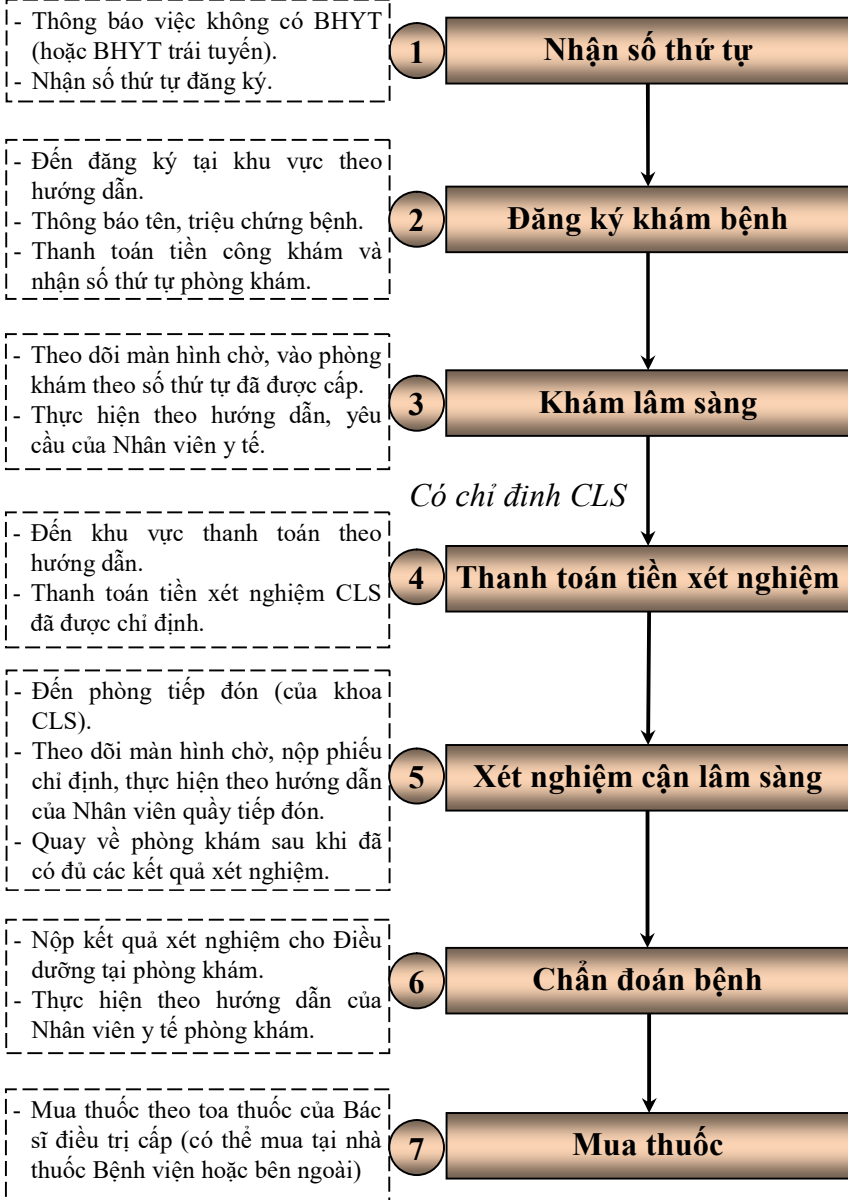 - Thông báo việc không có BHYT
(hoặc BHYT trái tuyến).
- Nhận số thứ tự đăng ký.
1
Nhận số thứ tự
- Đến đăng ký tại khu vực theo
hướng dẫn.
- Thông báo tên, triệu chứng bệnh.
- Thanh toán tiền công khám và
nhận số thứ tự phòng khám.
2
Đăng ký khám bệnh
- Theo dõi màn hình chờ, vào phòng
khám theo số thứ tự đã được cấp.
- Thực hiện theo hướng dẫn, yêu
cầu của Nhân viên y tế.
3
Khám lâm sàng
Có chỉ đinh CLS
- Đến khu vực thanh toán theo
hướng dẫn.
- Thanh toán tiền xét nghiệm CLS
đã được chỉ định.
4
Thanh toán tiền xét nghiệm
- Đến phòng tiếp đón (của khoa
CLS).
- Theo dõi màn hình chờ, nộp phiếu
chỉ định, thực hiện theo hướng dẫn
của Nhân viên quầy tiếp đón.
- Quay về phòng khám sau khi đã
có đủ các kết quả xét nghiệm.
5
Xét nghiệm cận lâm sàng
- Nộp kết quả xét nghiệm cho Điều
dưỡng tại phòng khám.
- Thực hiện theo hướng dẫn của
Nhân viên y tế phòng khám.
6
Chẩn đoán bệnh
- Mua thuốc theo toa thuốc của Bác
sĩ điều trị cấp (có thể mua tại nhà
thuốc Bệnh viện hoặc bên ngoài)
7
Mua thuốc